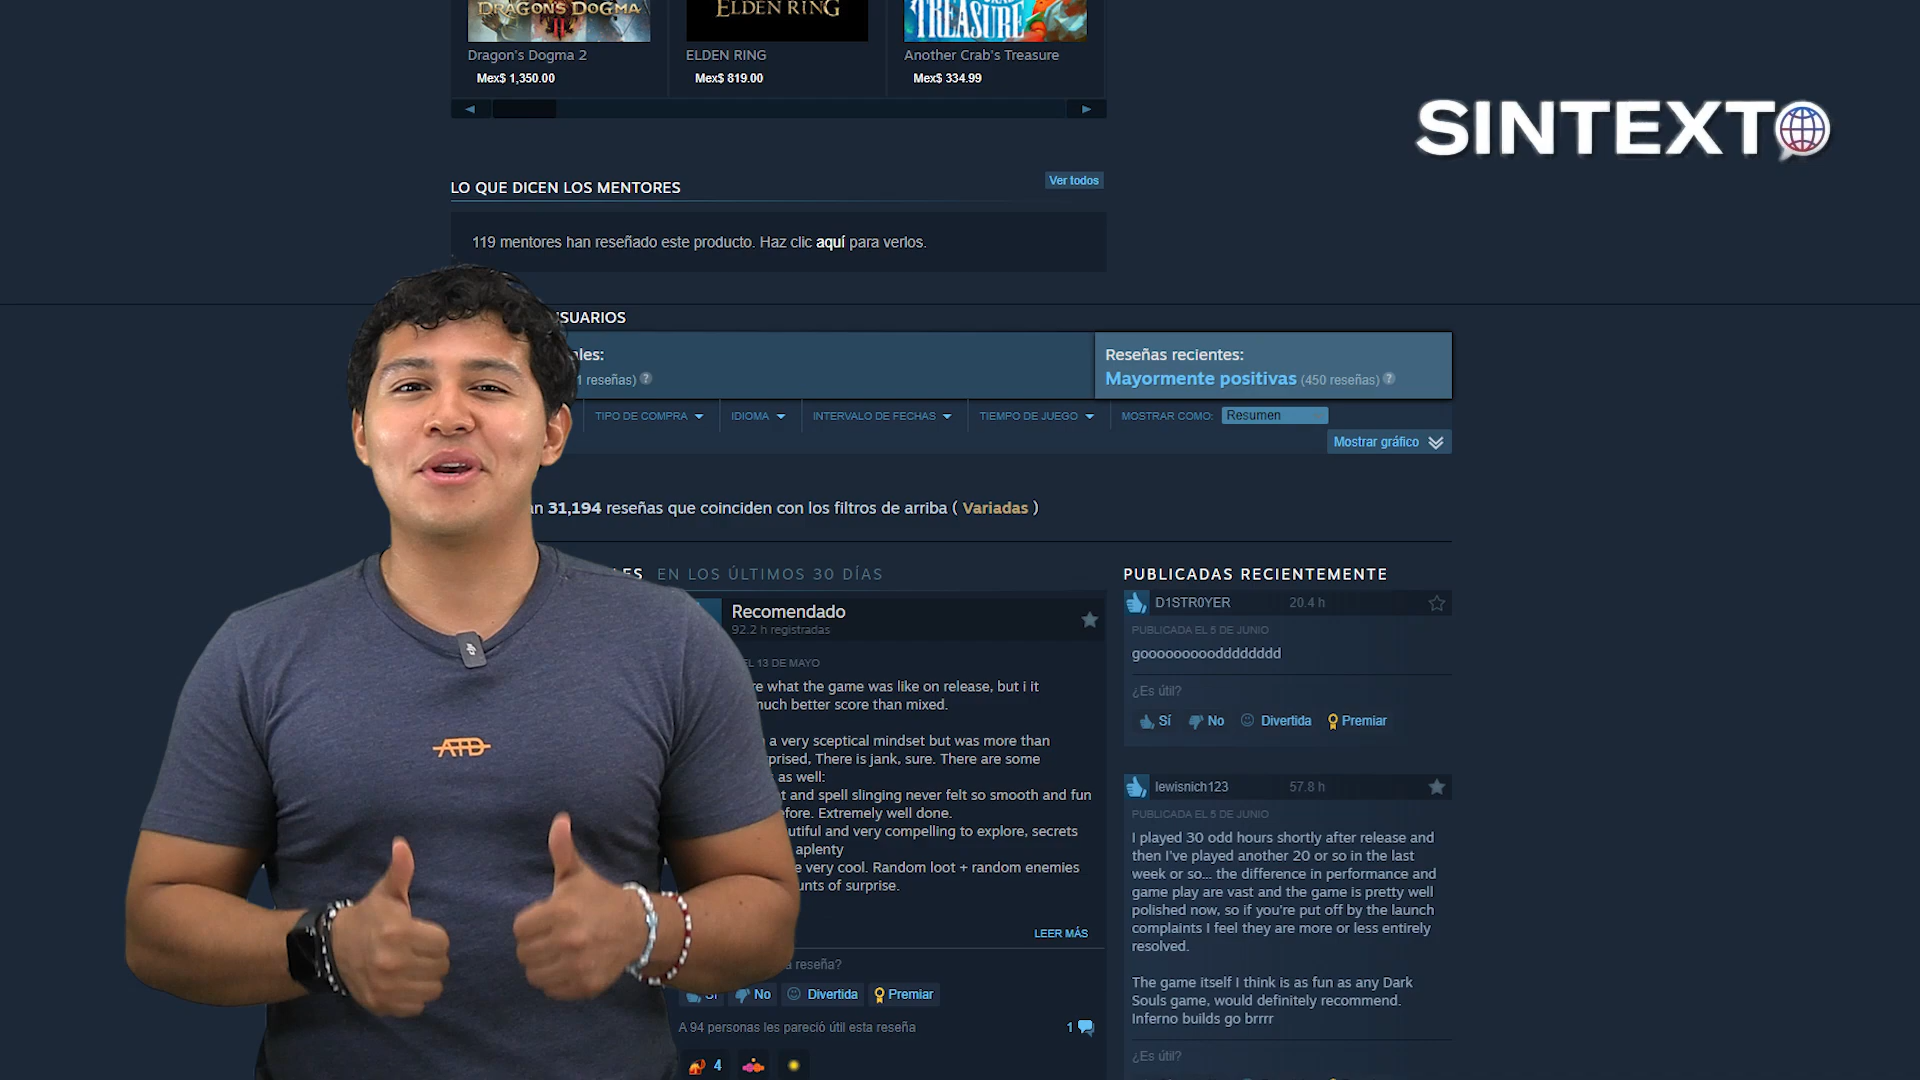 DRAGON'S DOGMA
ELDEN RING
TREASURE
Dragon's Dogma 2
ELDEN RING
Another Crab's Treasure
Mex$ 1,350.00
Mex$ 819.00
Mex$ 334.99
SINTEXTO
LO QUE DICEN LOS MENTORES
Ver todos
119 mentores han reseñado este producto. Haz clic aquí para verlos.
SUARIOS
ales:
1 reseñas) ?
Reseñas recientes:
Mayormente positivas (450 reseñas) ?
TIPO DE COMPRA
IDIOMA
INTERVALO DE FECHAS
TIEMPO DE JUEGO
MOSTRAR COMO:
Resumen
Mostrar gráfico
an 31,194 reseñas que coinciden con los filtros de arriba ( Variadas )
LES EN LOS ÚLTIMOS 30 DÍAS
Recomendado
92.2 h registradas
EL 13 DE MAYO
re what the game was like on release, but i it
much better score than mixed.
a very sceptical mindset but was more than
prised, There is jank, sure. There are some
as well:
t and spell slinging never felt so smooth and fun
efore. Extremely well done.
utiful and very compelling to explore, secrets
aplenty
e very cool. Random loot + random enemies
unts of surprise.
LEER MÁS
a reseña?
Sí
No
Divertida
Premiar
A 94 personas les pareció útil esta reseña
1
4
PUBLICADAS RECIENTEMENTE
D1STR0YER
20.4 h
PUBLICADA EL 5 DE JUNIO
goooooooooddddddddd
¿Es útil?
Sí
No
Divertida
Premiar
lewisnich123
57.8 h
PUBLICADA EL 5 DE JUNIO
I played 30 odd hours shortly after release and
then I've played another 20 or so in the last
week or so... the difference in performance and
game play are vast and the game is pretty well
polished now, so if you're put off by the launch
complaints I feel they are more or less entirely
resolved.
The game itself I think is as fun as any Dark
Souls game, would definitely recommend.
Inferno builds go brrrr
¿Es útil?
ATD